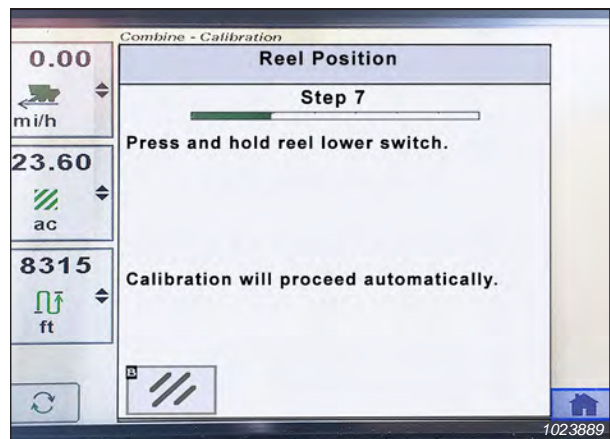 Combine - Calibration
0.00
mi/h
23.60
ac
8315
ft
Reel Position
Step 7
Press and hold reel lower switch.
Calibration will proceed automatically.
B
1023889